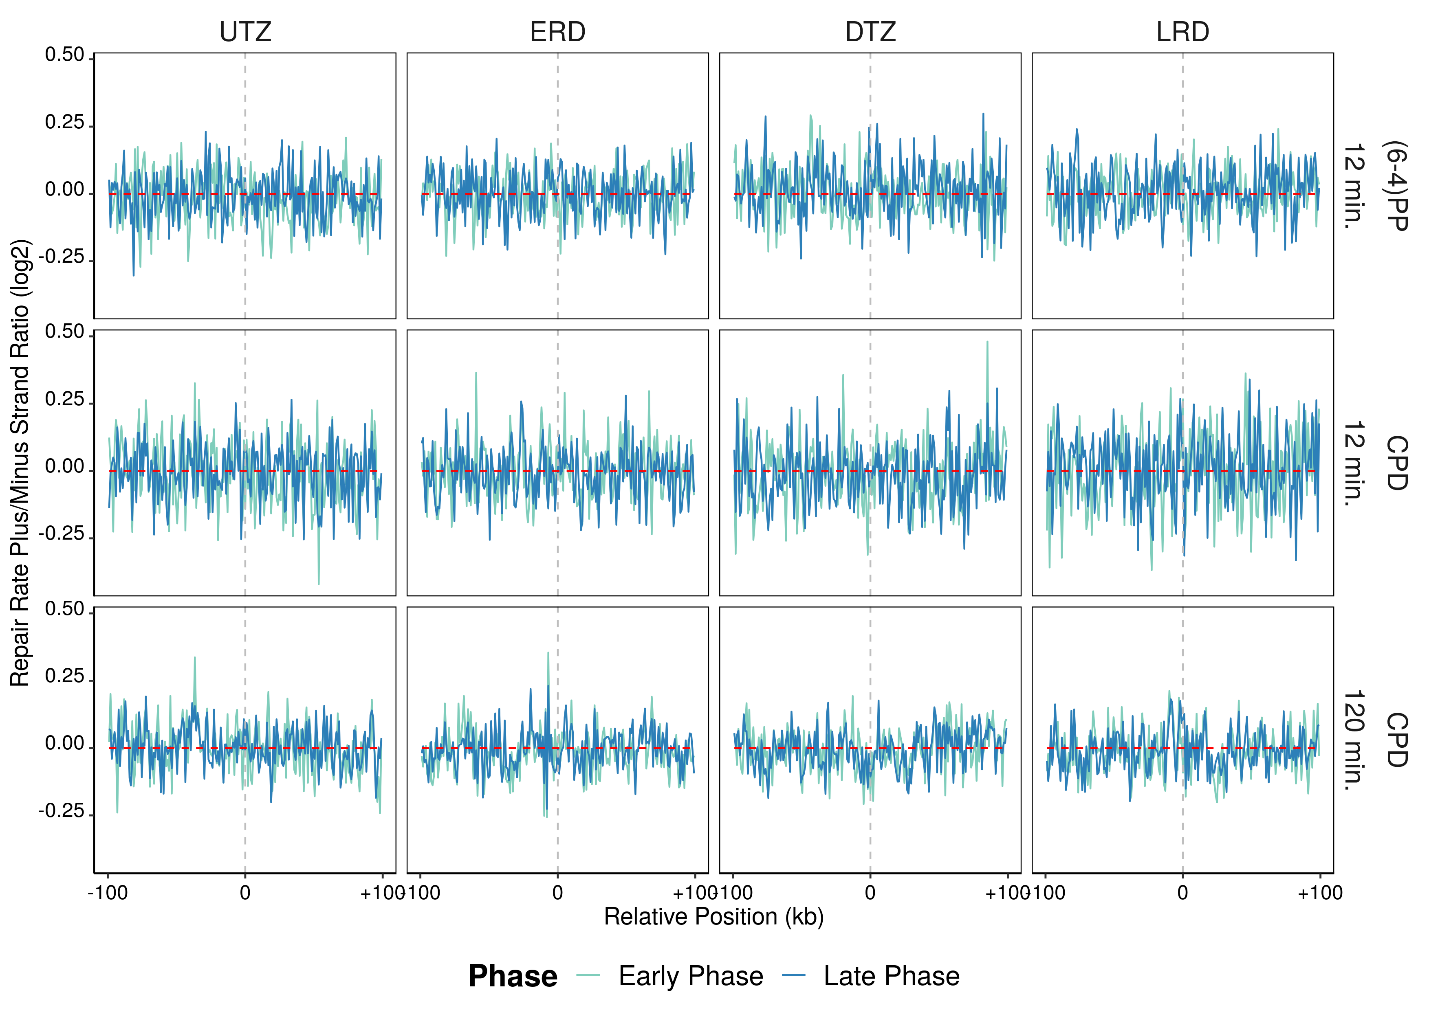 UTZ ERD DTZ LRD
0.50
0.25
0.00
-0.25
(6-4)PP
12 min.
0.50
0.25
0.00
-0.25
CPD
12 min.
0.50
0.25
0.00
-0.25
CPD
120 min.
Repair Rate Plus/Minus Strand Ratio (log2)
-100 0 +100 -100 0 +100 -100 0 +100 -100 0 +100
Relative Position (kb)
Phase Early Phase Late Phase